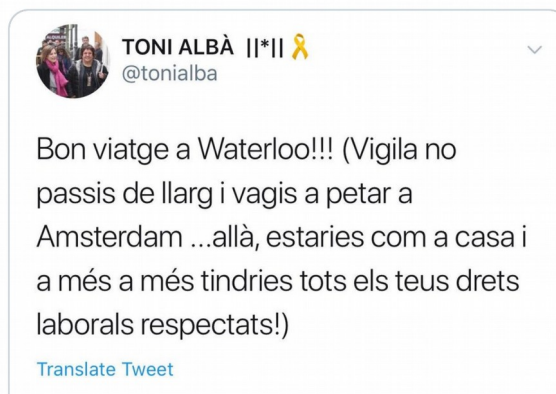 TONI ALBÀ ||*|| 🎗
@tonialba
Bon viatge a Waterloo!!! (Vigila no
passis de llarg i vagis a petar a
Amsterdam ...allà, estaries com a casa i
a més a més tindries tots els teus drets
laborals respectats!)
Translate Tweet